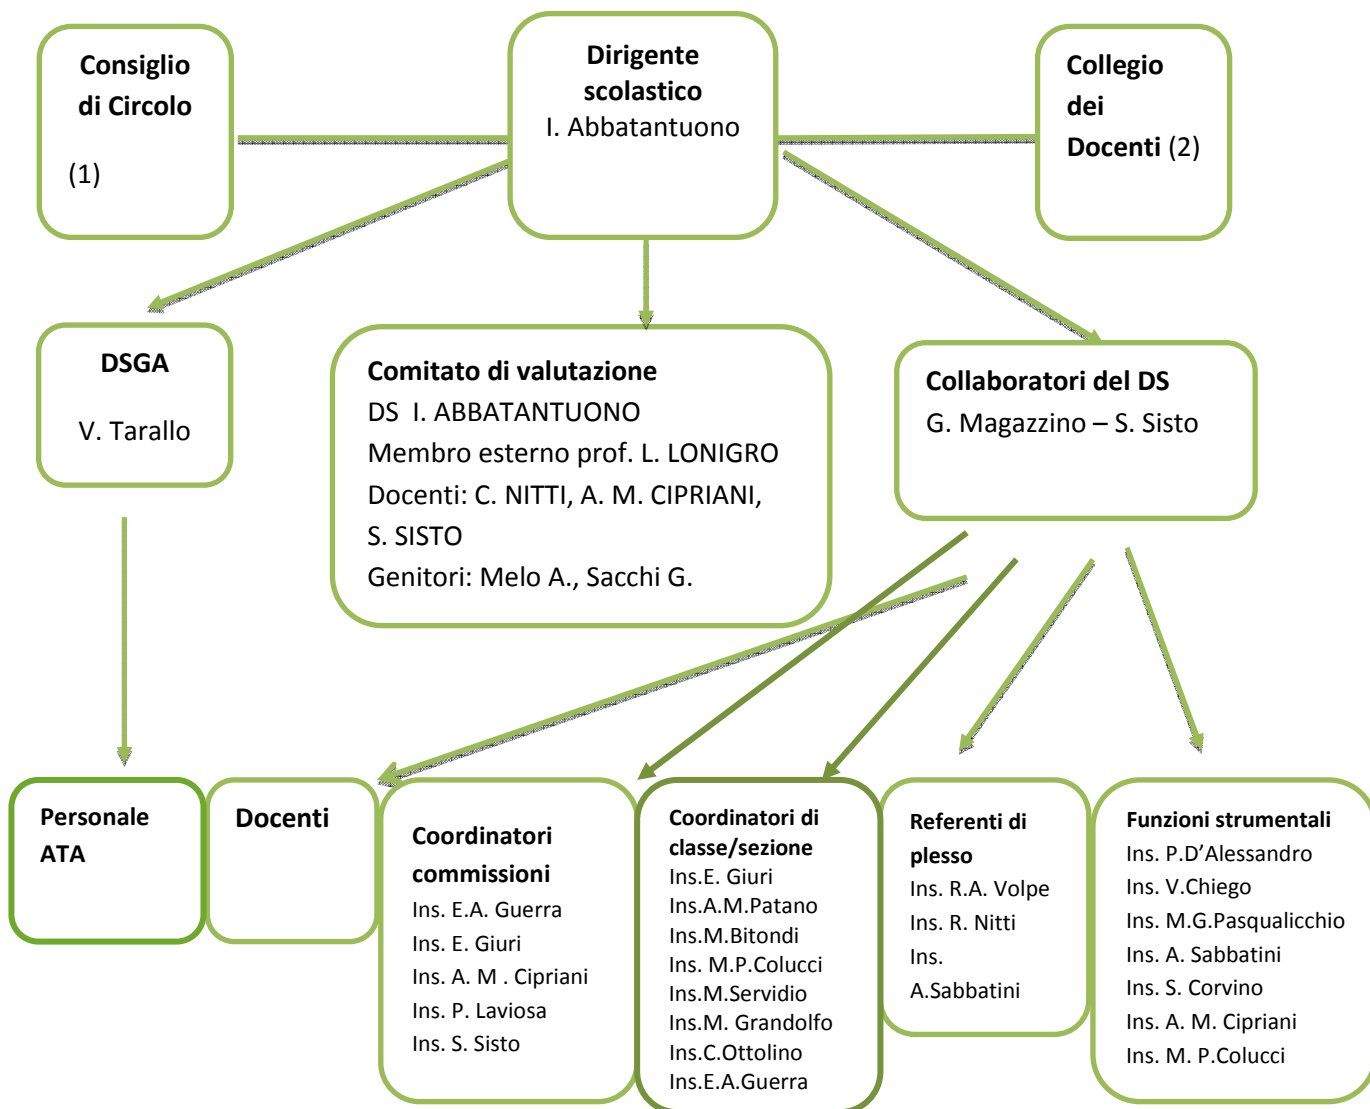 Consiglio
di Circolo
(1)
Dirigente
scolastico
I. Abbatantuono
Collegio
dei
Docenti (2)
DSGA
V. Tarallo
Comitato di valutazione
DS  I. ABBATANTUONO
Membro esterno prof. L. LONIGRO
Docenti: C. NITTI, A. M. CIPRIANI,
S. SISTO
Genitori: Melo A., Sacchi G.
Collaboratori del DS
G. Magazzino – S. Sisto
Personale
ATA
Docenti
Coordinatori
commissioni
Ins. E.A. Guerra
Ins. E. Giuri
Ins. A. M . Cipriani
Ins. P. Laviosa
Ins. S. Sisto
Coordinatori di
classe/sezione
Ins.E. Giuri
Ins.A.M.Patano
Ins.M.Bitondi
Ins. M.P.Colucci
Ins.M.Servidio
Ins.M. Grandolfo
Ins.C.Ottolino
Ins.E.A.Guerra
Referenti di
plesso
Ins. R.A. Volpe
Ins. R. Nitti
Ins.
A.Sabbatini
Funzioni strumentali
Ins. P.D’Alessandro
Ins. V.Chiego
Ins. M.G.Pasqualicchio
Ins. A. Sabbatini
Ins. S. Corvino
Ins. A. M. Cipriani
Ins. M. P.Colucci